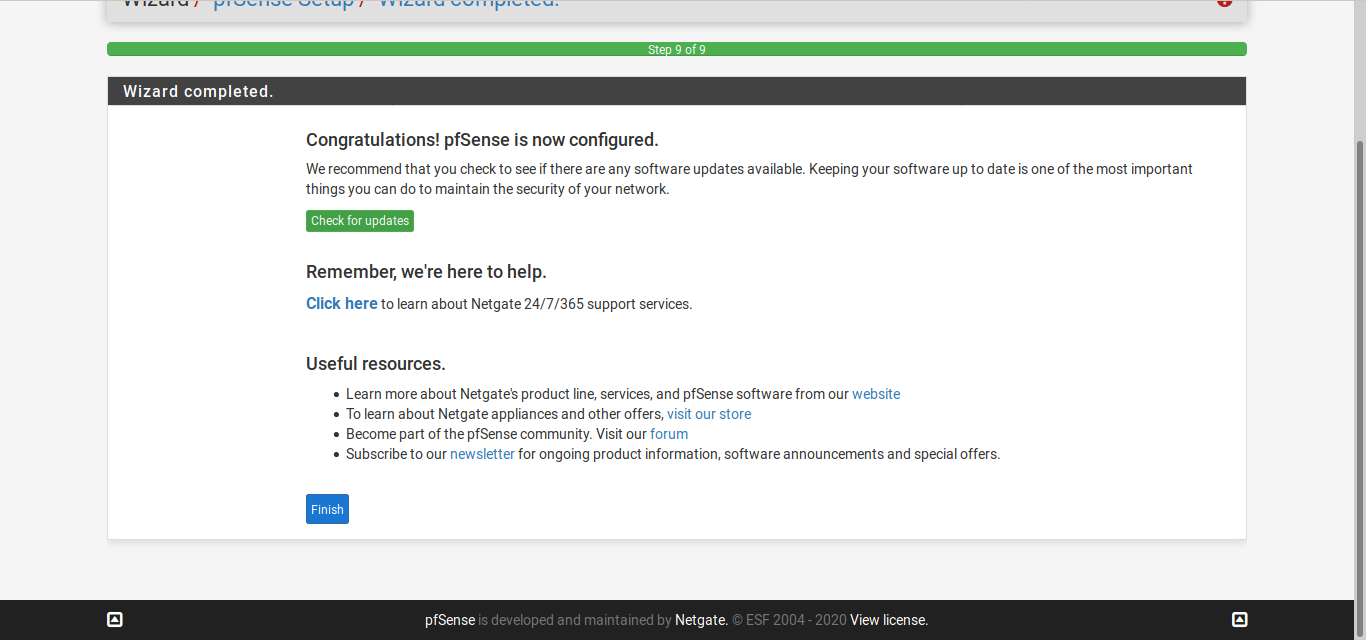 Wizard / pfSense Setup / Wizard completed.
Step 9 of 9
Wizard completed.
Congratulations! pfSense is now configured.
We recommend that you check to see if there are any software updates available. Keeping your software up to date is one of the most important
things you can do to maintain the security of your network.
Check for updates
Remember, we're here to help.
Click here to learn about Netgate 24/7/365 support services.
Useful resources.
• Learn more about Netgate's product line, services, and pfSense software from our website
• To learn about Netgate appliances and other offers, visit our store
• Become part of the pfSense community. Visit our forum
• Subscribe to our newsletter for ongoing product information, software announcements and special offers.
Finish
pfSense is developed and maintained by Netgate. © ESF 2004 - 2020 View license.